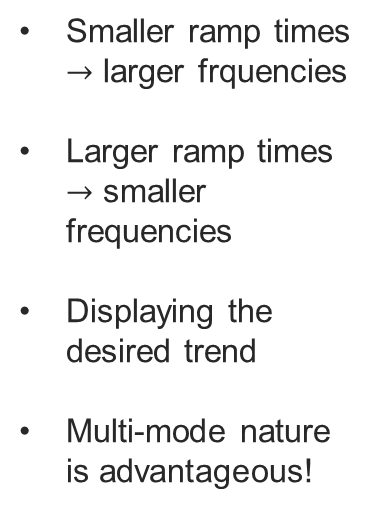 • Smaller ramp times
→ larger frquencies
• Larger ramp times
→ smaller
frequencies
• Displaying the
desired trend
• Multi-mode nature
is advantageous!